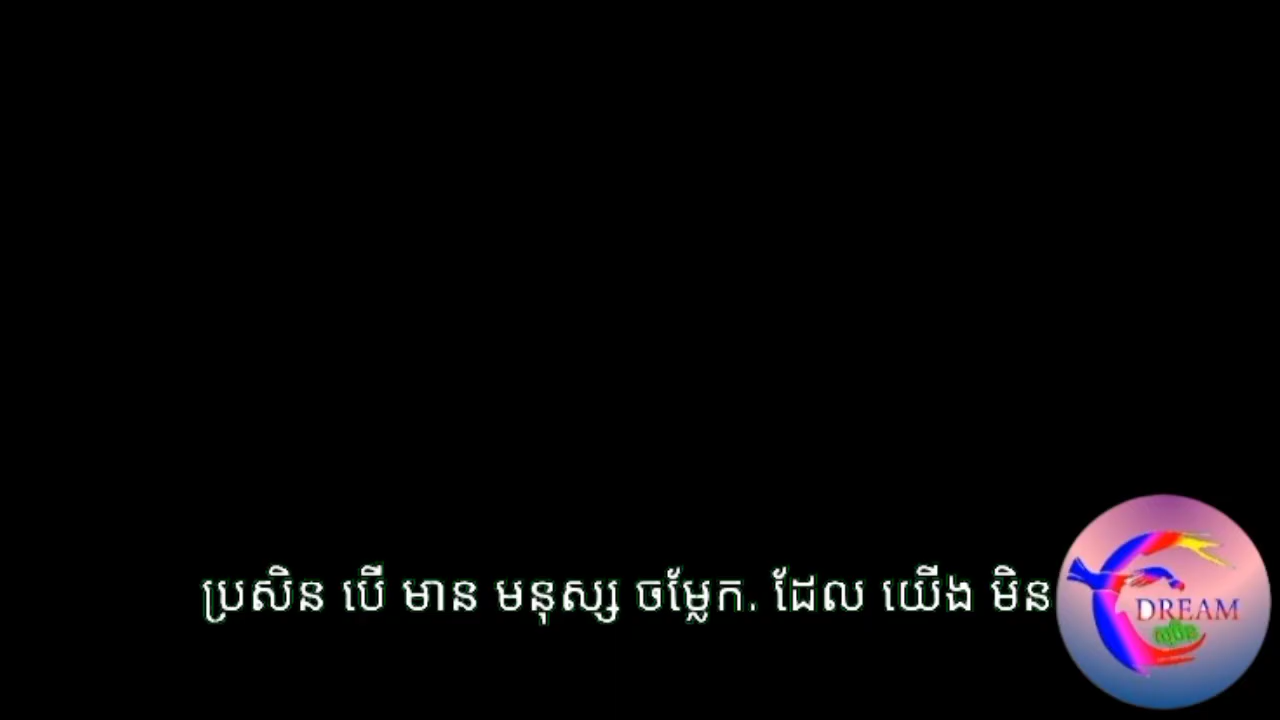 ប្រសិន បើ មាន មនុស្ស ចម្លែក. ដែល យើង មិន
DREAM